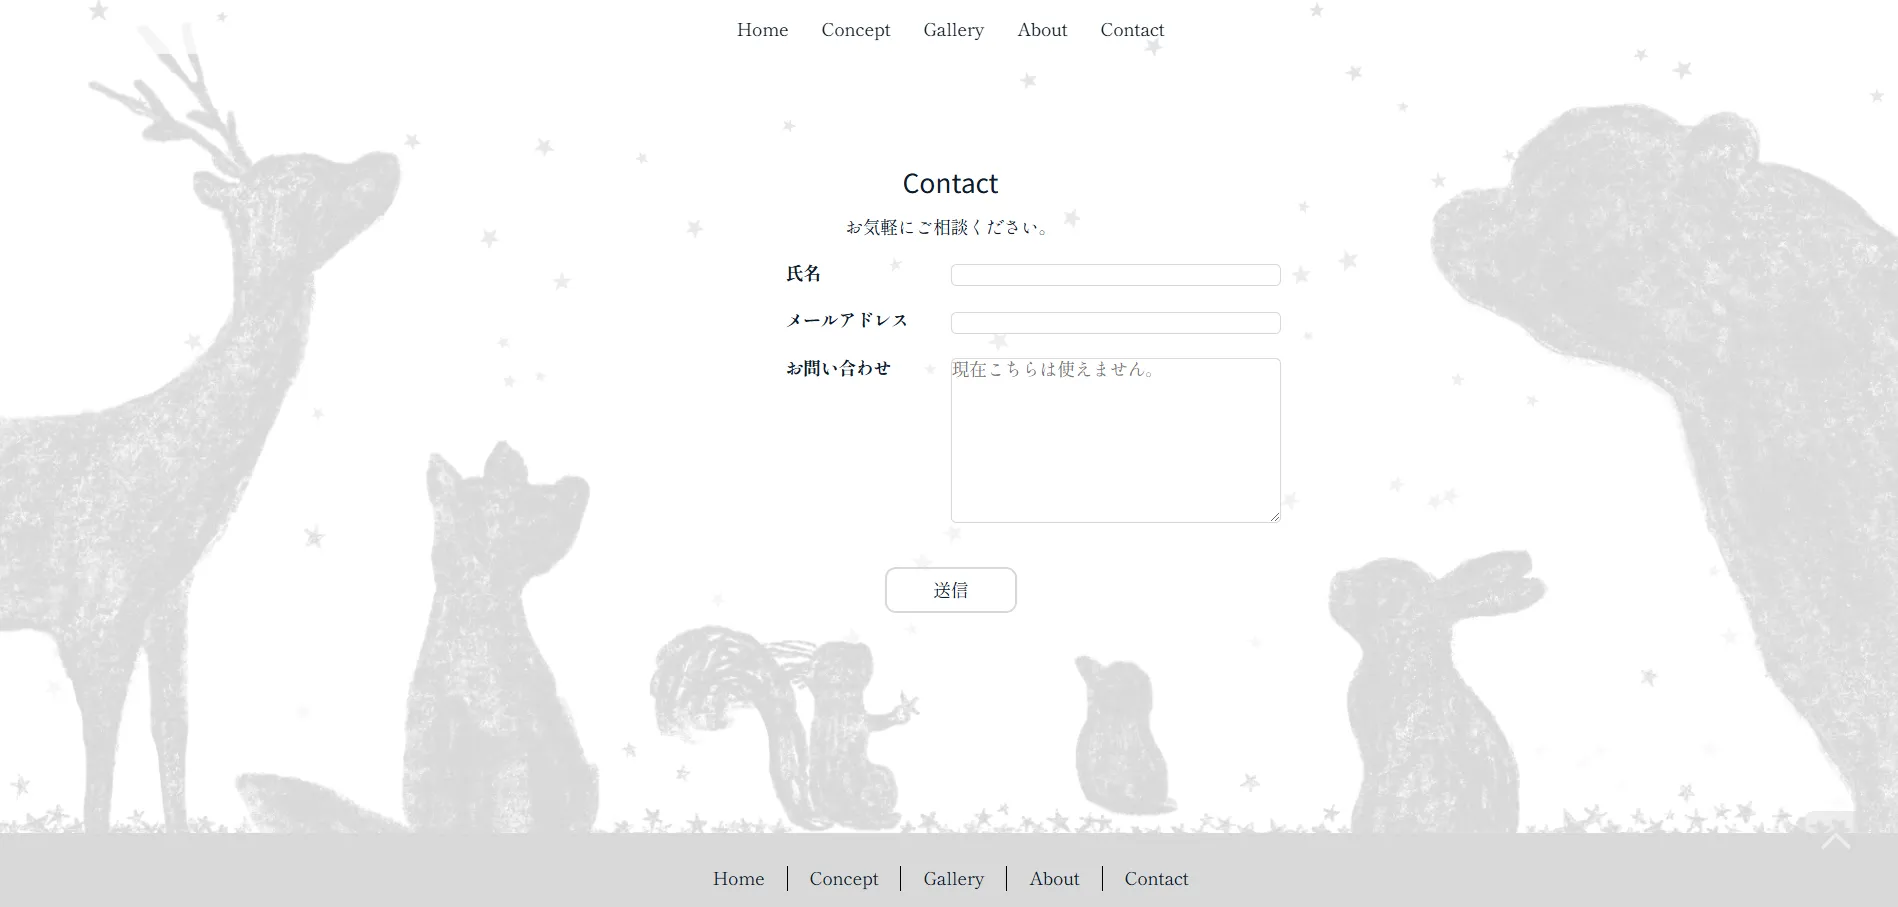 Home Concept Gallery About Contact
Contact
お気軽にご相談ください。
氏名
メールアドレス
お問い合わせ
現在こちらは使えません。
送信
Home Concept Gallery About Contact